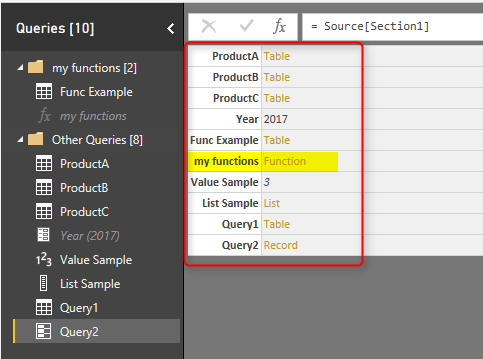 Queries [10]
= Source[Section1]
my functions [2]
Func Example
my functions
Other Queries [8]
ProductA
ProductB
ProductC
Year (2017)
Value Sample
List Sample
Query1
Query2
ProductA Table
ProductB Table
ProductC Table
Year 2017
Func Example Table
my functions Function
Value Sample 3
List Sample List
Query1 Table
Query2 Record